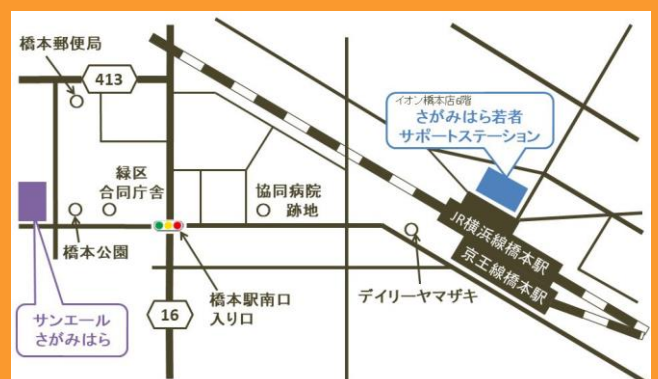 橋本郵便局
413
イオン橋本店6階
さがみはら若者
サポートステーション
緑区
合同庁舎
協同病院
跡地
橋本公園
JR横浜線橋本駅
京王線橋本駅
デイリーヤマザキ
橋本駅南口
入り口
16
サンエール
さがみはら